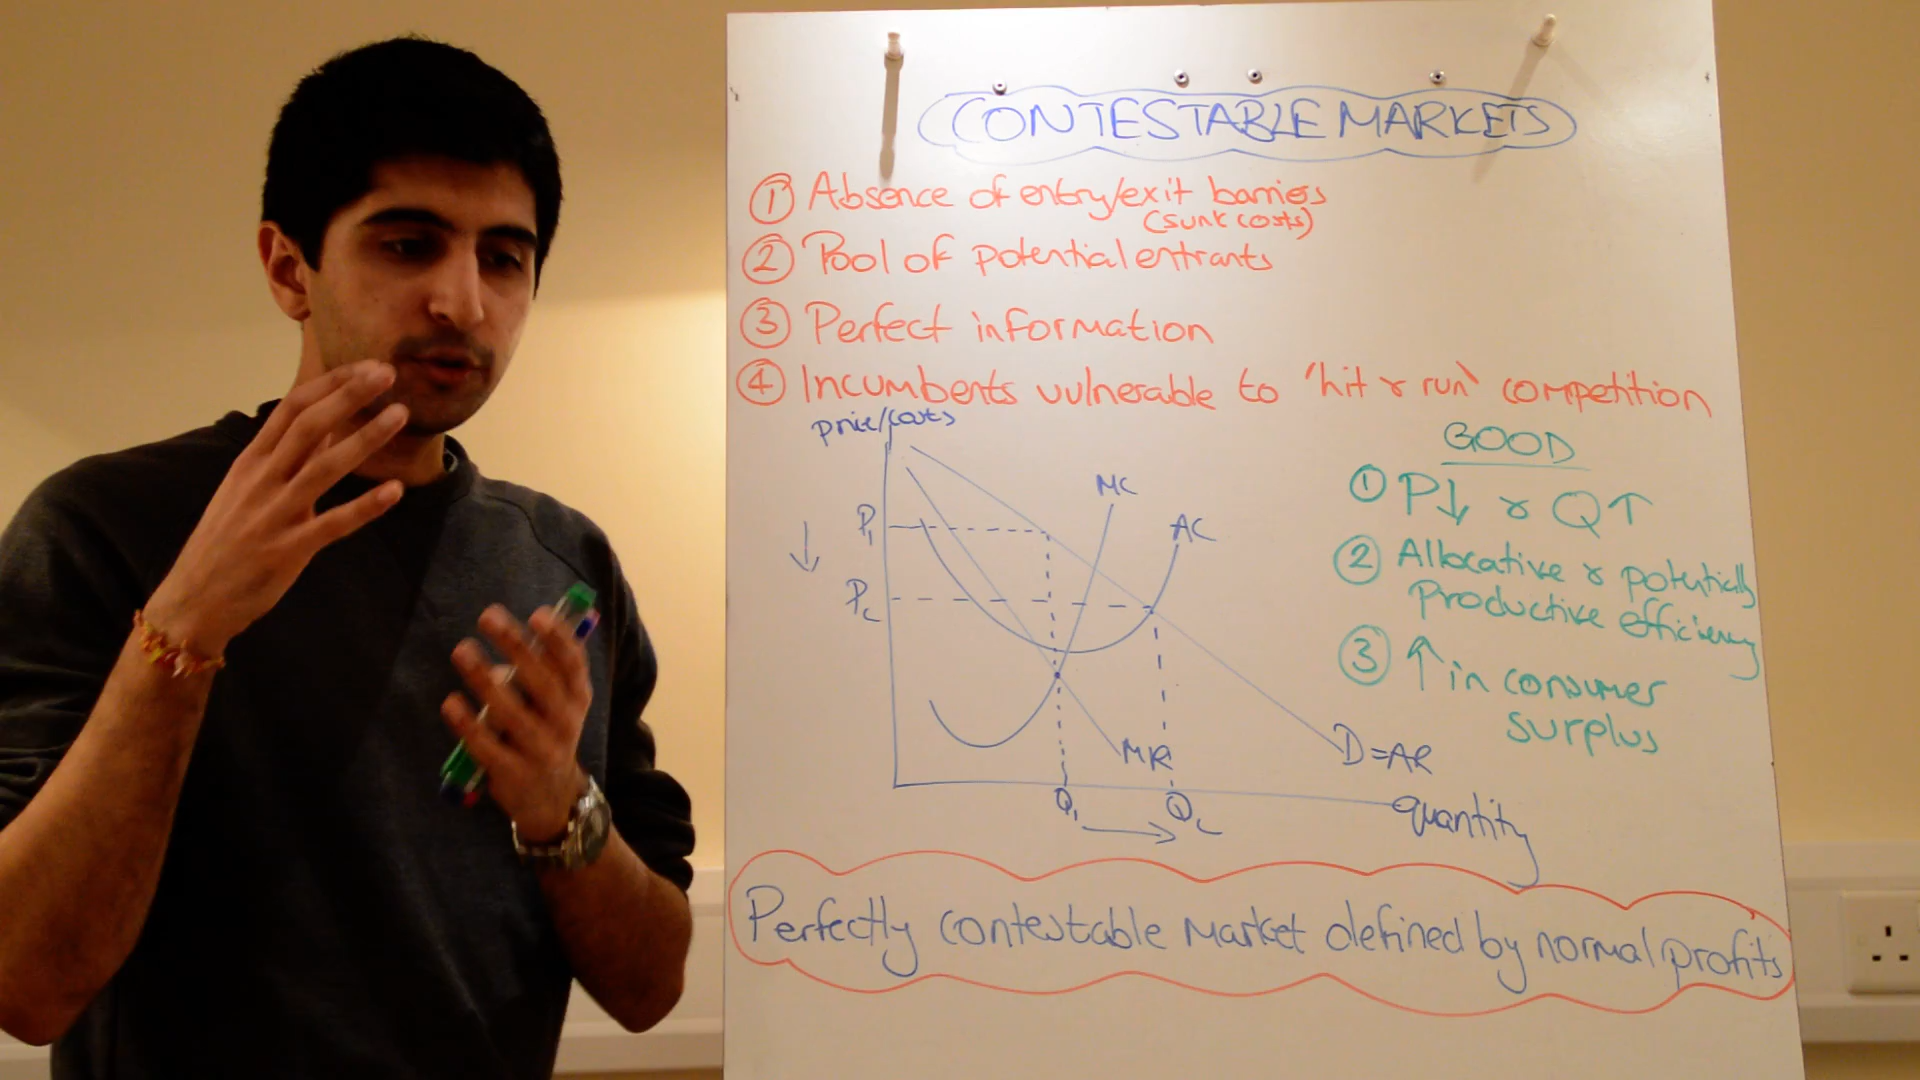 CONTESTABLE MARKETS
① Absence of entry/exit barriers
(sunk costs)
② Pool of potential entrants
③ Perfect information
④ Incumbents vulnerable to 'hit & run' competition
price/costs
GOOD
① P↓ & Q↑
② Allocative & potentially
Productive efficiency
③ ↑ in consumer
surplus
MC
AC
P₁
↓
P_C
MR
D=AR
Q₁
→
Q_C
quantity
Perfectly contestable market defined by normal profits